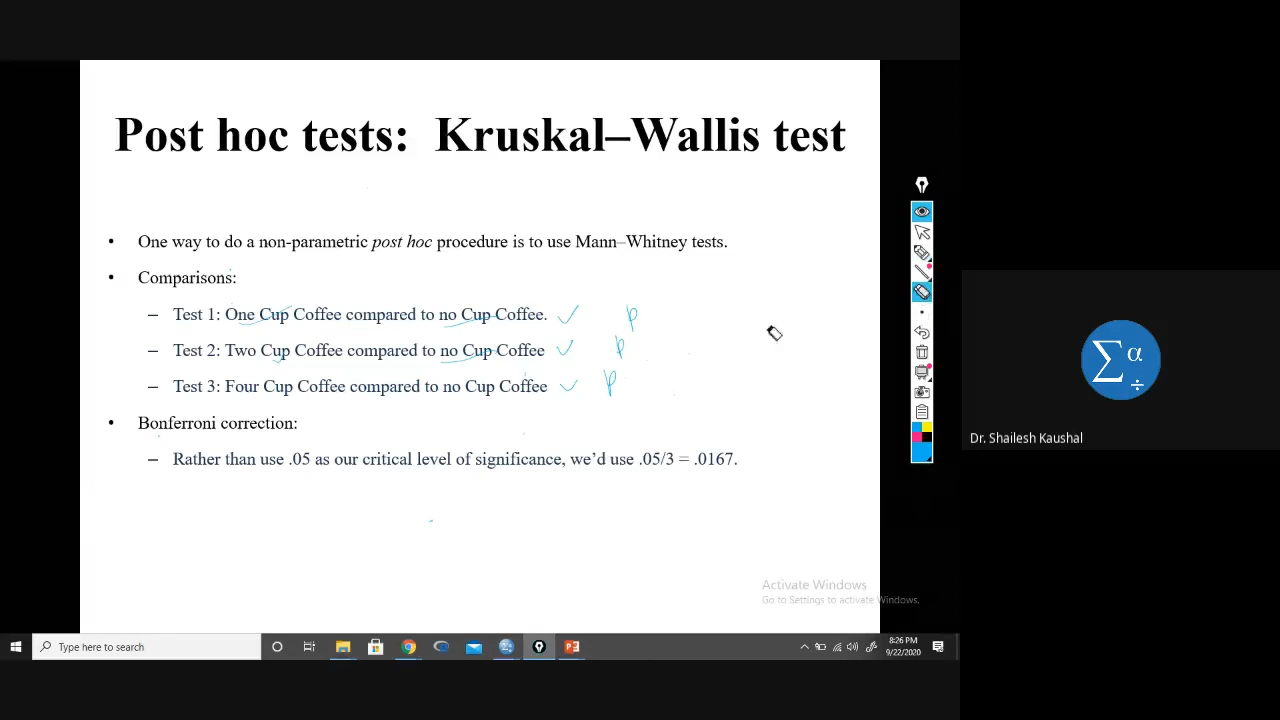 Post hoc tests: Kruskal–Wallis test
• One way to do a non-parametric post hoc procedure is to use Mann–Whitney tests.
• Comparisons:
– Test 1: One Cup Coffee compared to no Cup Coffee. ✓ p
– Test 2: Two Cup Coffee compared to no Cup Coffee ✓ p
– Test 3: Four Cup Coffee compared to no Cup Coffee ✓ p
• Bonferroni correction:
– Rather than use .05 as our critical level of significance, we’d use .05/3 = .0167.
Activate Windows
Go to Settings to activate Windows.
Type here to search
8:26 PM
9/22/2020
∑ α ÷
Dr. Shailesh Kaushal